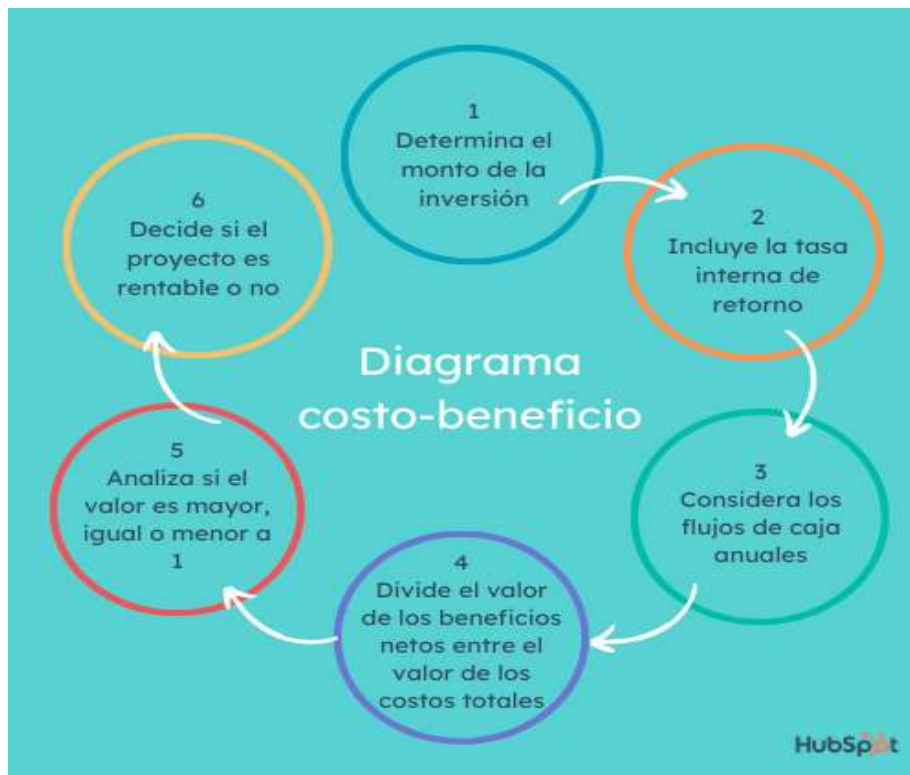 1
Determina el
monto de la
inversión
2
Incluye la tasa
interna de
retorno
3
Considera los
flujos de caja
anuales
4
Divide el valor
de los beneficios
netos entre el
valor de los
costos totales
5
Analiza si el
valor es mayor,
igual o menor a
1
6
Decide si el
proyecto es
rentable o no
Diagrama
costo-beneficio
HubSpot